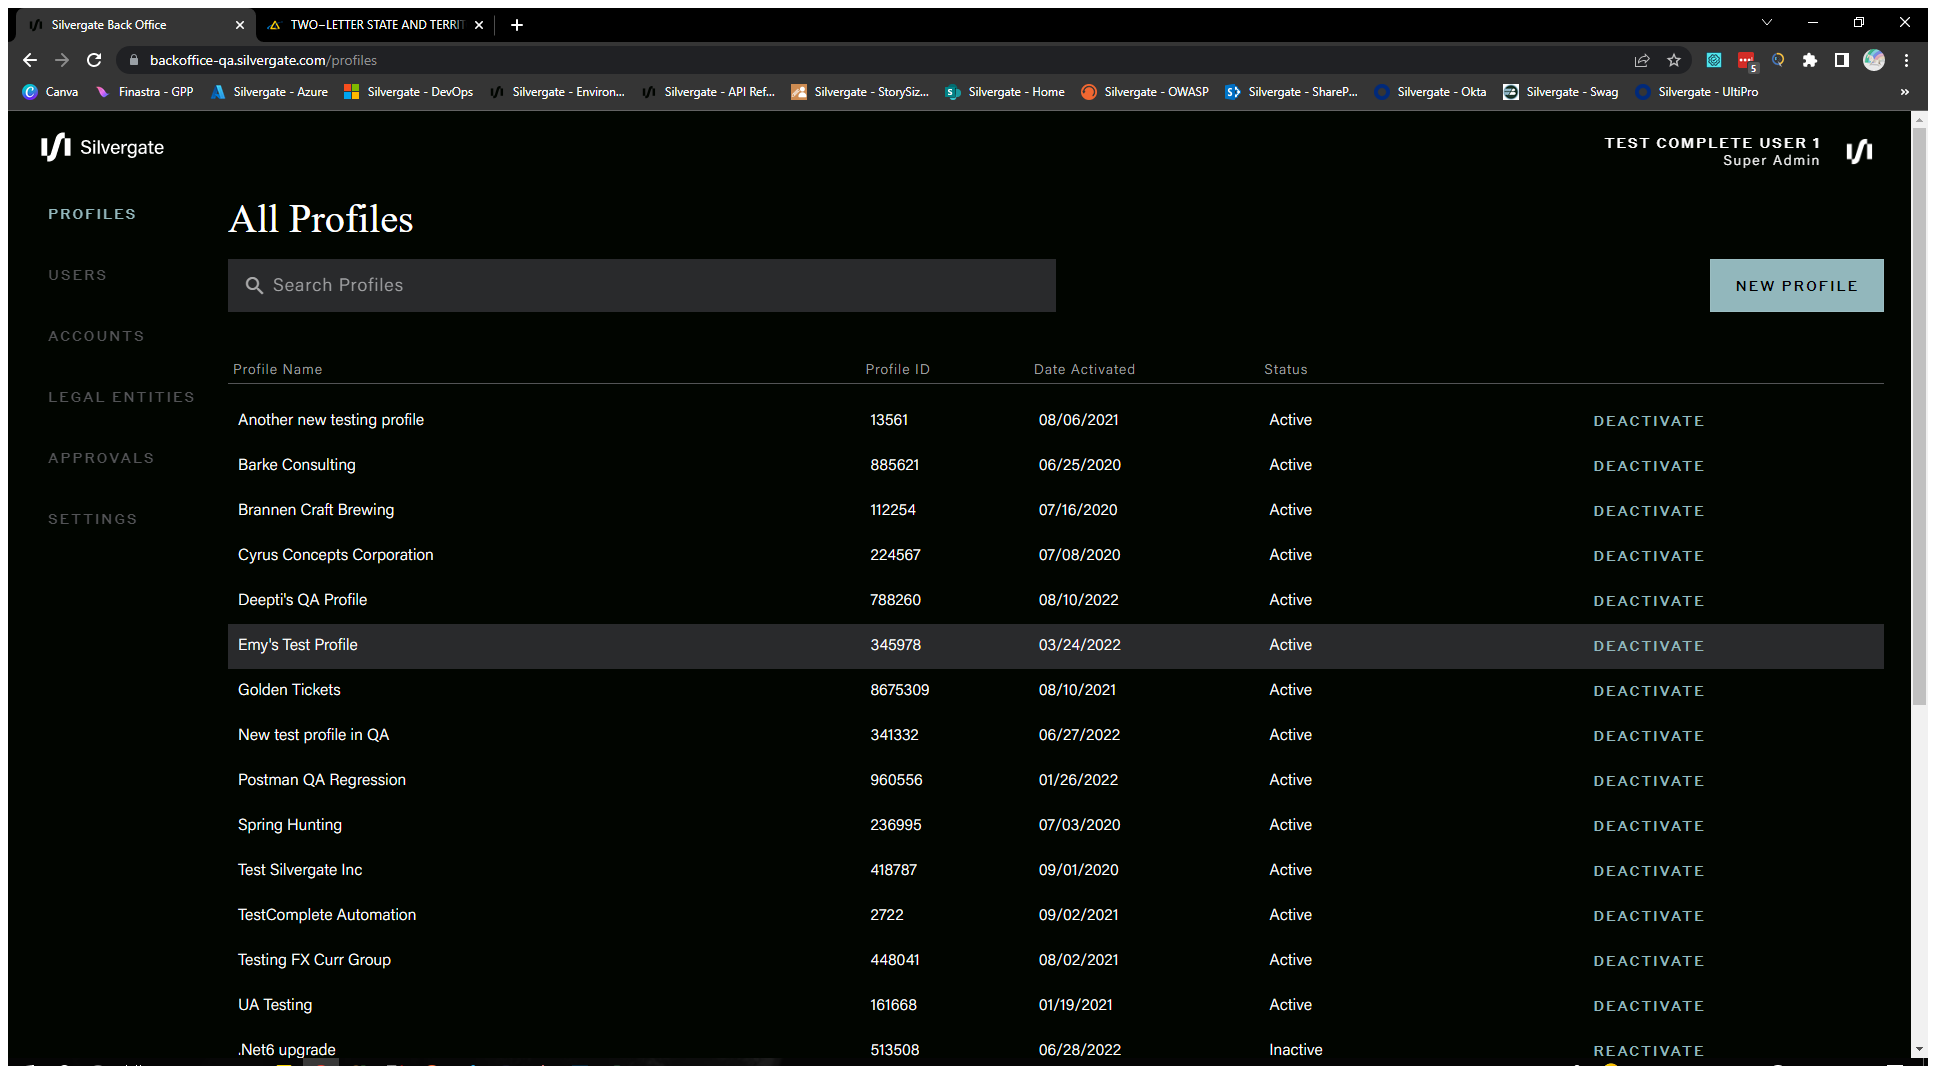 Silvergate Back Office
TWO-LETTER STATE AND TERRIT
backoffice-qa.silvergate.com/profiles
5
Canva Finastra - GPP Silvergate - Azure Silvergate - DevOps Silvergate - Environ... Silvergate - API Ref... Silvergate - StorySiz... Silvergate - Home Silvergate - OWASP Silvergate - ShareP... Silvergate - Okta Silvergate - Swag Silvergate - UltiPro »
Silvergate
TEST COMPLETE USER 1
Super Admin
PROFILES
USERS
ACCOUNTS
LEGAL ENTITIES
APPROVALS
SETTINGS
All Profiles
Search Profiles
NEW PROFILE
Profile Name Profile ID Date Activated Status
Another new testing profile 13561 08/06/2021 Active DEACTIVATE
Barke Consulting 885621 06/25/2020 Active DEACTIVATE
Brannen Craft Brewing 112254 07/16/2020 Active DEACTIVATE
Cyrus Concepts Corporation 224567 07/08/2020 Active DEACTIVATE
Deepti's QA Profile 788260 08/10/2022 Active DEACTIVATE
Emy's Test Profile 345978 03/24/2022 Active DEACTIVATE
Golden Tickets 8675309 08/10/2021 Active DEACTIVATE
New test profile in QA 341332 06/27/2022 Active DEACTIVATE
Postman QA Regression 960556 01/26/2022 Active DEACTIVATE
Spring Hunting 236995 07/03/2020 Active DEACTIVATE
Test Silvergate Inc 418787 09/01/2020 Active DEACTIVATE
TestComplete Automation 2722 09/02/2021 Active DEACTIVATE
Testing FX Curr Group 448041 08/02/2021 Active DEACTIVATE
UA Testing 161668 01/19/2021 Active DEACTIVATE
.Net6 upgrade 513508 06/28/2022 Inactive REACTIVATE